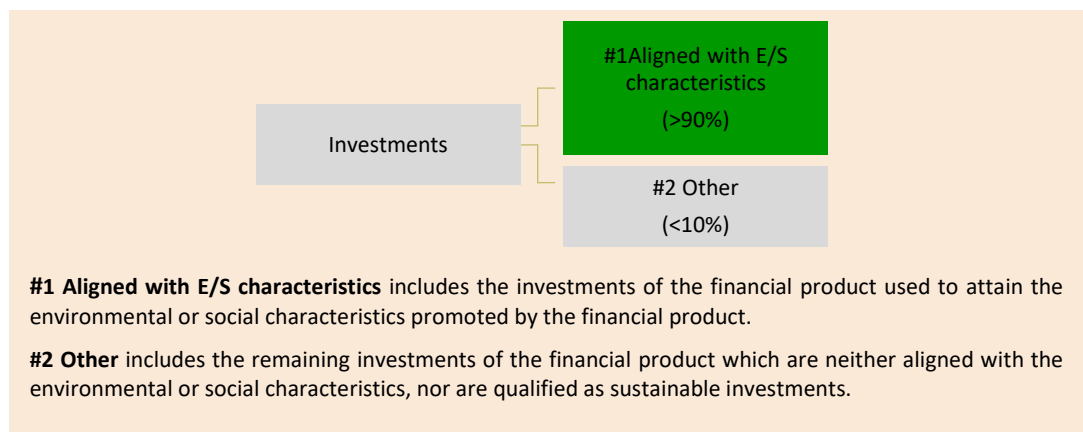 #1Aligned with E/S
characteristics
(>90%)
Investments
#2 Other
(<10%)
#1 Aligned with E/S characteristics includes the investments of the financial product used to attain the
environmental or social characteristics promoted by the financial product.
#2 Other includes the remaining investments of the financial product which are neither aligned with the
environmental or social characteristics, nor are qualified as sustainable investments.